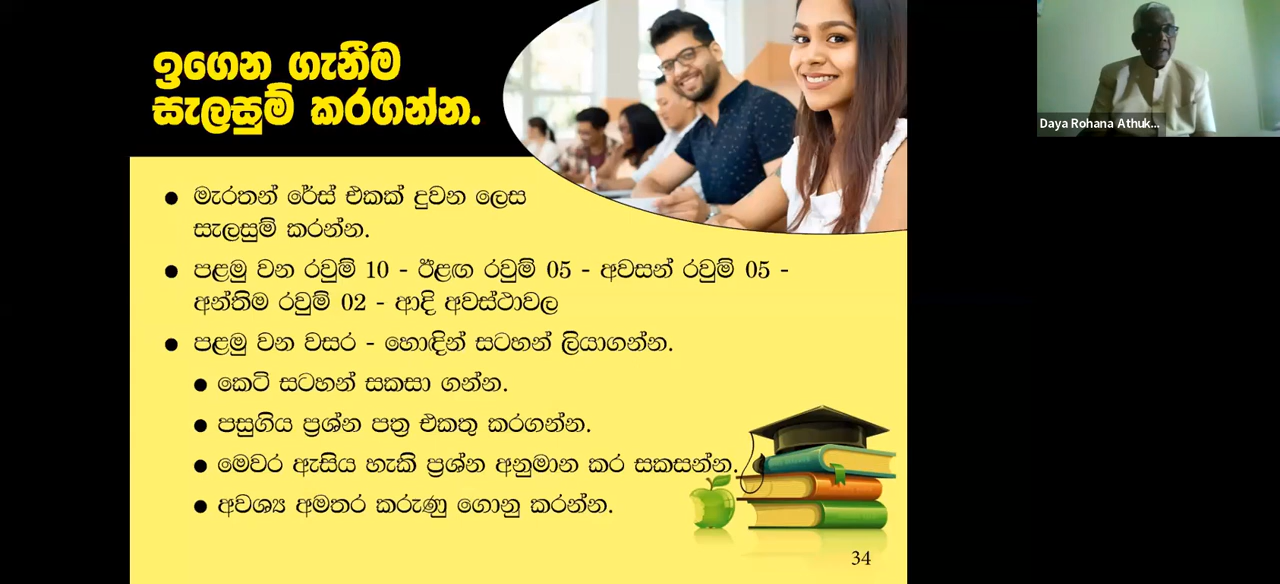 ඉගෙන ගැනීම
සැලසුම් කරගන්න.
Daya Rohana Athuk...
● මැරතන් රේස් එකක් දුවන ලෙස
සැලසුම් කරන්න.
● පළමු වන රවුම් 10 - ඊළඟ රවුම් 05 - අවසන් රවුම් 05 -
අන්තිම රවුම් 02 - ආදි අවස්ථාවල
● පළමු වන වසර - හොඳින් සටහන් ලියාගන්න.
● කෙටි සටහන් සකසා ගන්න.
● පසුගිය ප්‍රශ්න පත්‍ර එකතු කරගන්න.
● මෙවර ඇසිය හැකි ප්‍රශ්න අනුමාන කර සකසන්න.
● අවශ්‍ය අමතර කරුණු ගොනු කරන්න.
34